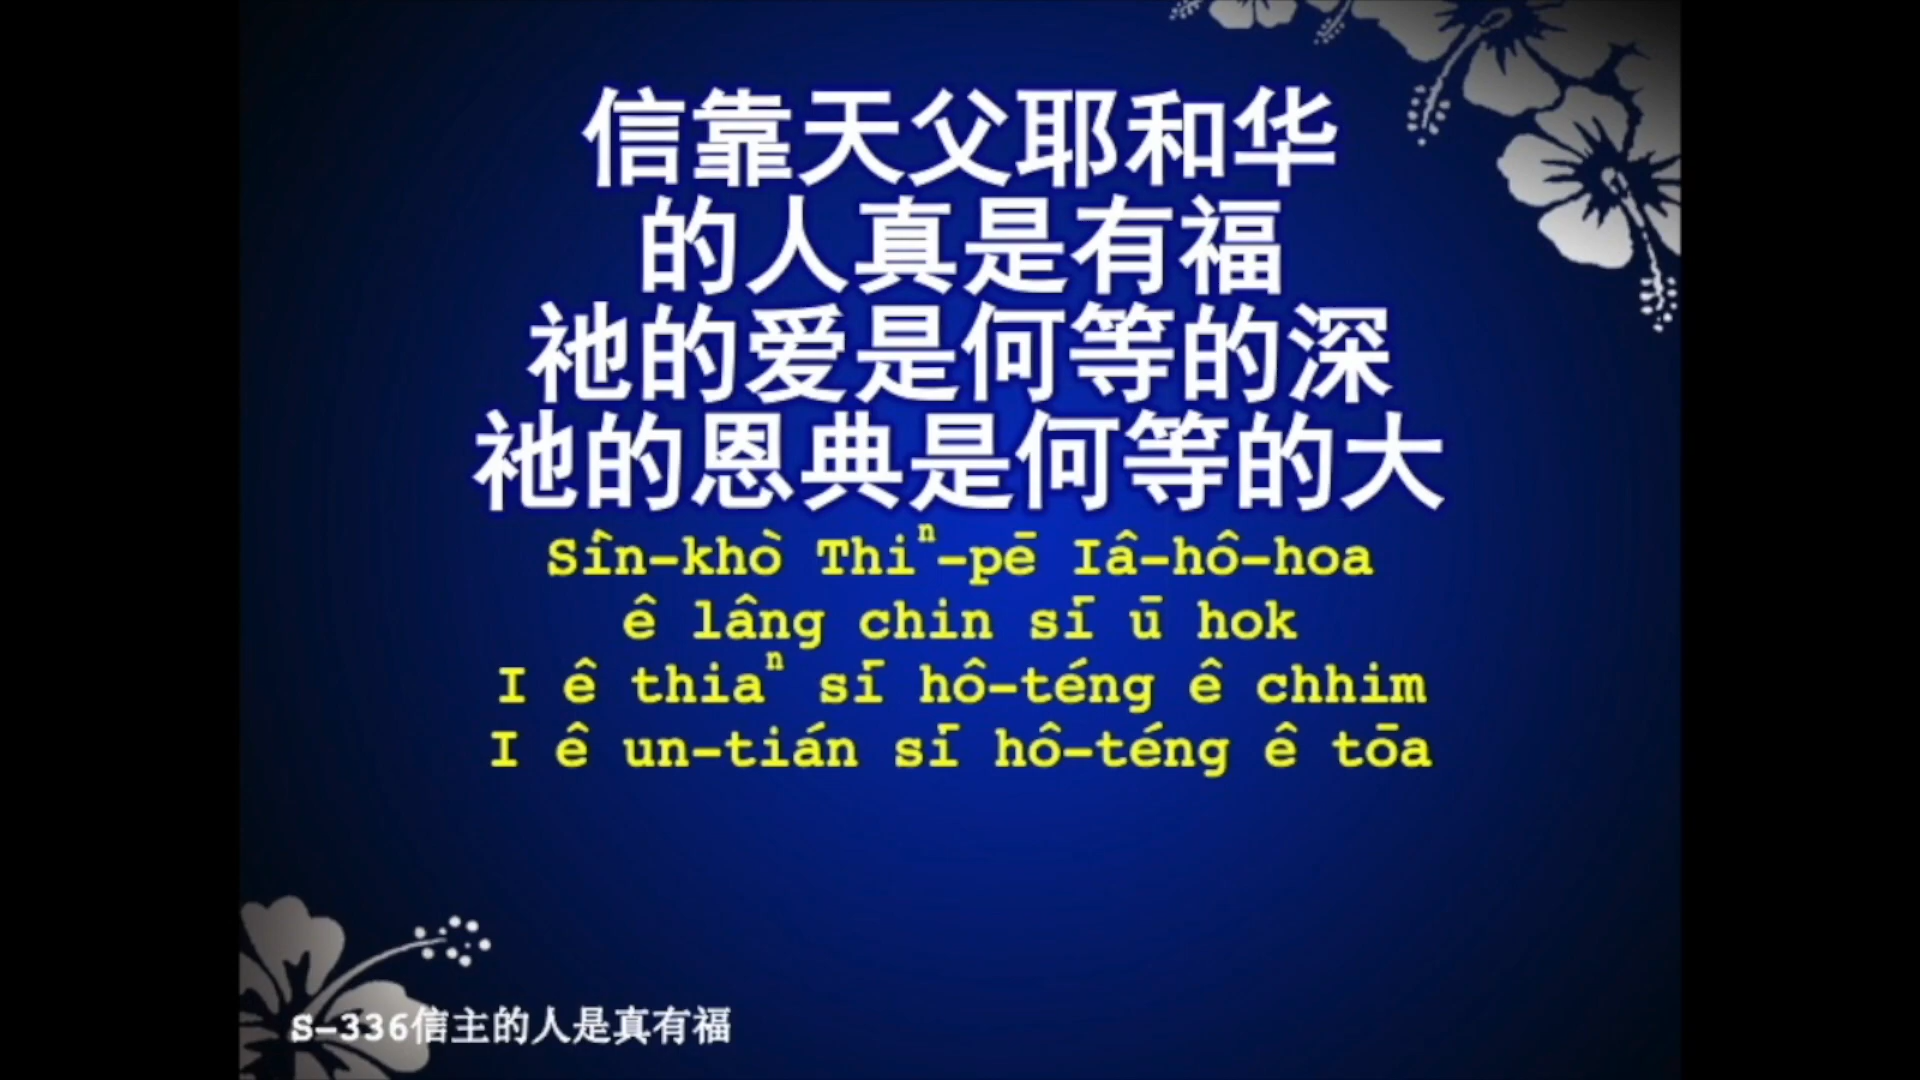 信靠天父耶和华
的人真是有福
祂的爱是何等的深
祂的恩典是何等的大
Sìn-khò Thiⁿ-pē Iâ-hô-hoa
ê lâng chin sī ū hok
I ê thiaⁿ sī hô-téng ê chhim
I ê un-tián sī hô-téng ê tōa
S-336信主的人是真有福